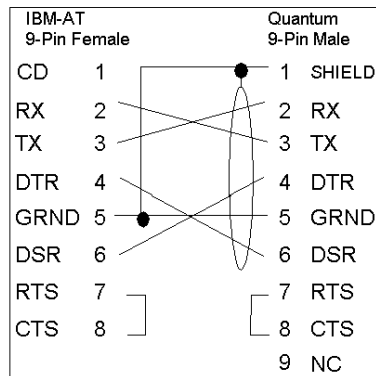 IBM-AT Quantum
9-Pin Female 9-Pin Male
CD 1 1 SHIELD
RX 2 2 RX
TX 3 3 TX
DTR 4 4 DTR
GRND 5 5 GRND
DSR 6 6 DSR
RTS 7 7 RTS
CTS 8 8 CTS
9 NC